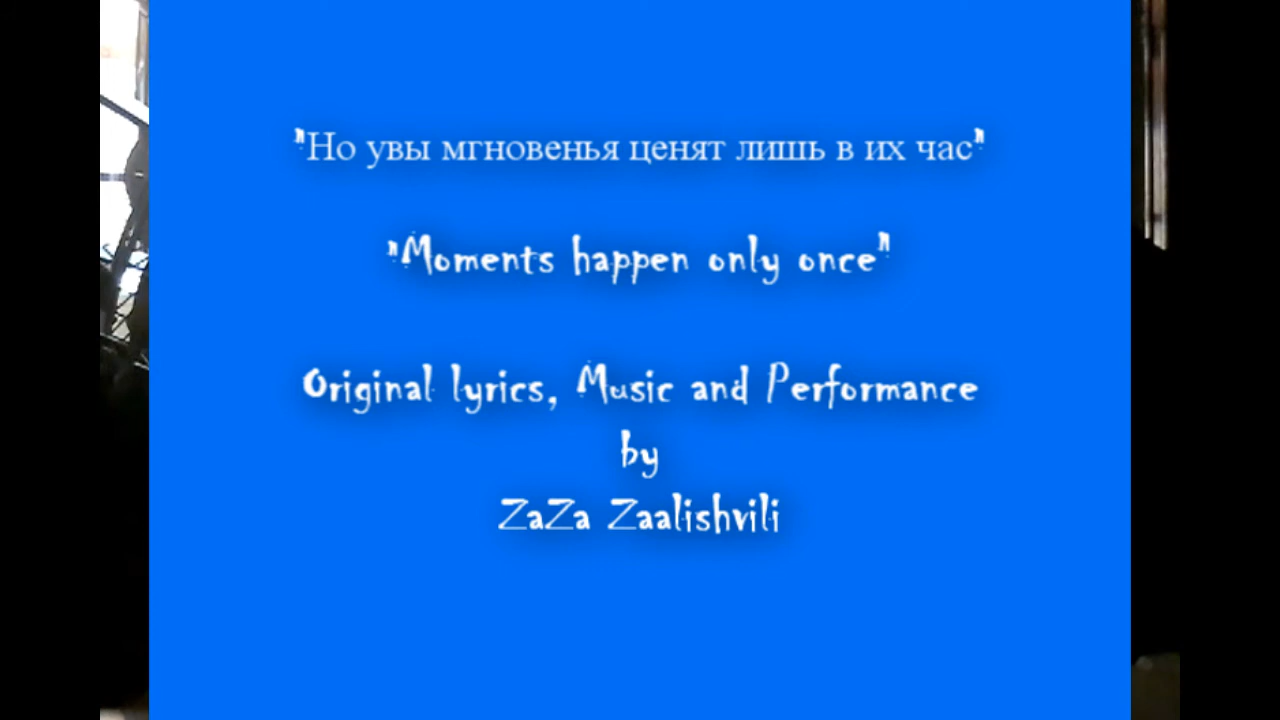 "Но увы мгновенья ценят лишь в их час"
"Moments happen only once"
Original lyrics, Music and Performance
by
ZaZa Zaalishvili